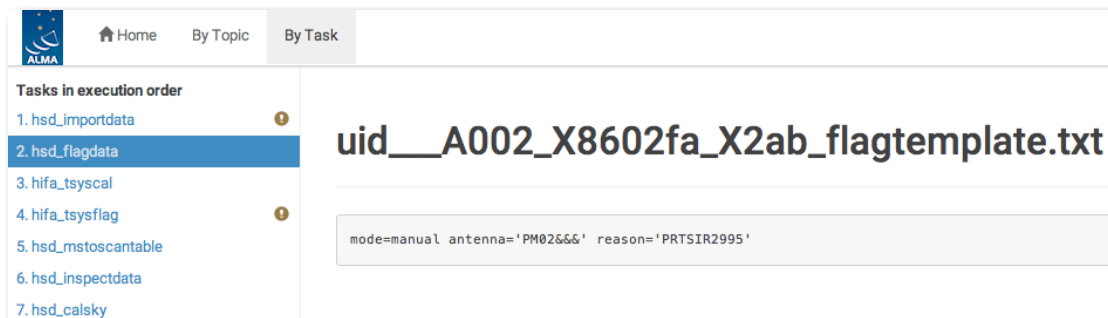 ALMA
Home By Topic By Task
Tasks in execution order
1. hsd_importdata
2. hsd_flagdata
3. hifa_tsyscal
4. hifa_tsysflag
5. hsd_mstoscantable
6. hsd_inspectdata
7. hsd_calsky
uid___A002_X8602fa_X2ab_flagtemplate.txt
mode=manual antenna='PM02&&&' reason='PRTSIR2995'